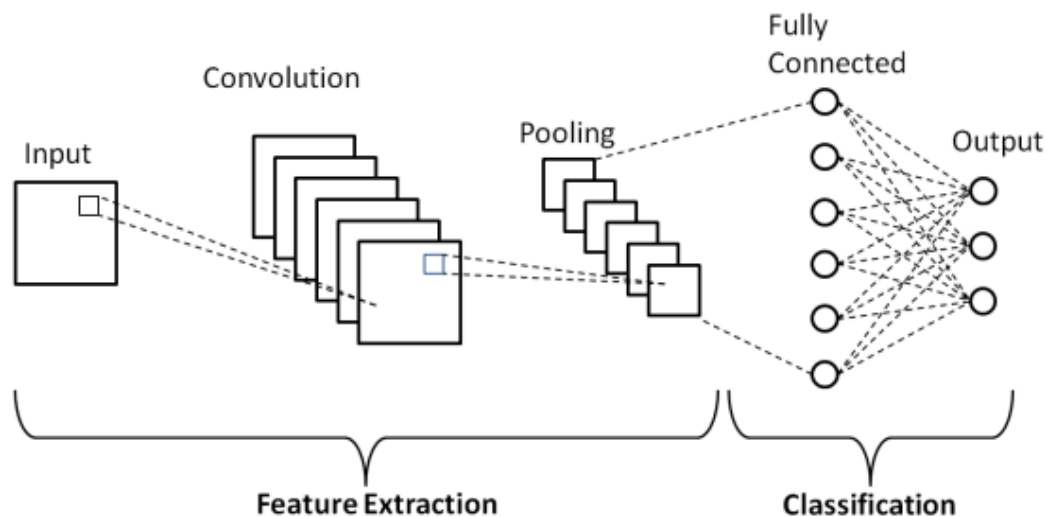 Input
Convolution
Pooling
Fully
Connected
Output
Feature Extraction
Classification